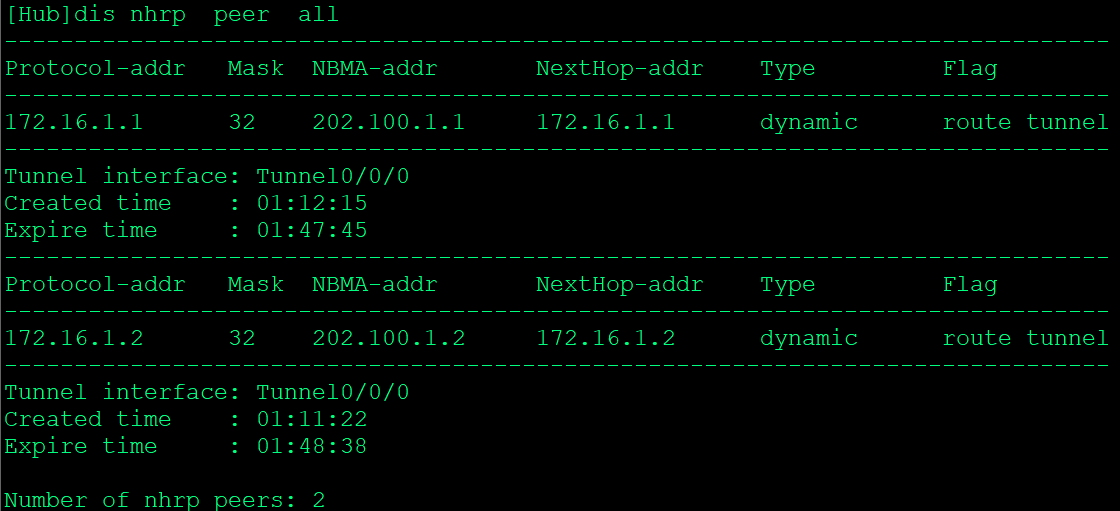 [Hub]dis nhrp  peer  all
-------------------------------------------------------------------------------
Protocol-addr   Mask  NBMA-addr       NextHop-addr    Type         Flag
-------------------------------------------------------------------------------
172.16.1.1      32    202.100.1.1     172.16.1.1      dynamic      route tunnel
-------------------------------------------------------------------------------
Tunnel interface: Tunnel0/0/0
Created time    : 01:12:15
Expire time     : 01:47:45
-------------------------------------------------------------------------------
Protocol-addr   Mask  NBMA-addr       NextHop-addr    Type         Flag
-------------------------------------------------------------------------------
172.16.1.2      32    202.100.1.2     172.16.1.2      dynamic      route tunnel
-------------------------------------------------------------------------------
Tunnel interface: Tunnel0/0/0
Created time    : 01:11:22
Expire time     : 01:48:38

Number of nhrp peers: 2